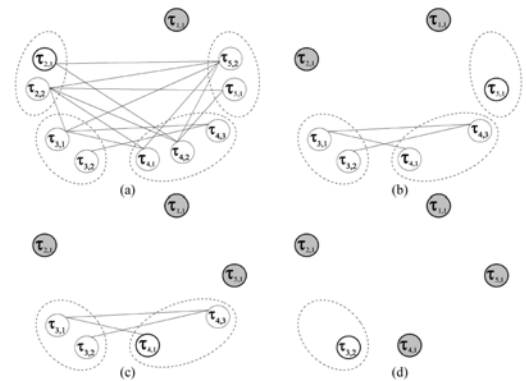 τ1,1
τ2,1
τ2,2
τ5,2
τ5,1
τ3,1
τ3,2
τ4,1
τ4,2
τ4,3
(a)
τ1,1
τ2,1
τ5,1
τ3,1
τ3,2
τ4,1
τ4,3
(b)
τ1,1
τ2,1
τ5,1
τ3,1
τ3,2
τ4,1
τ4,3
(c)
τ1,1
τ2,1
τ5,1
τ3,2
τ4,1
(d)